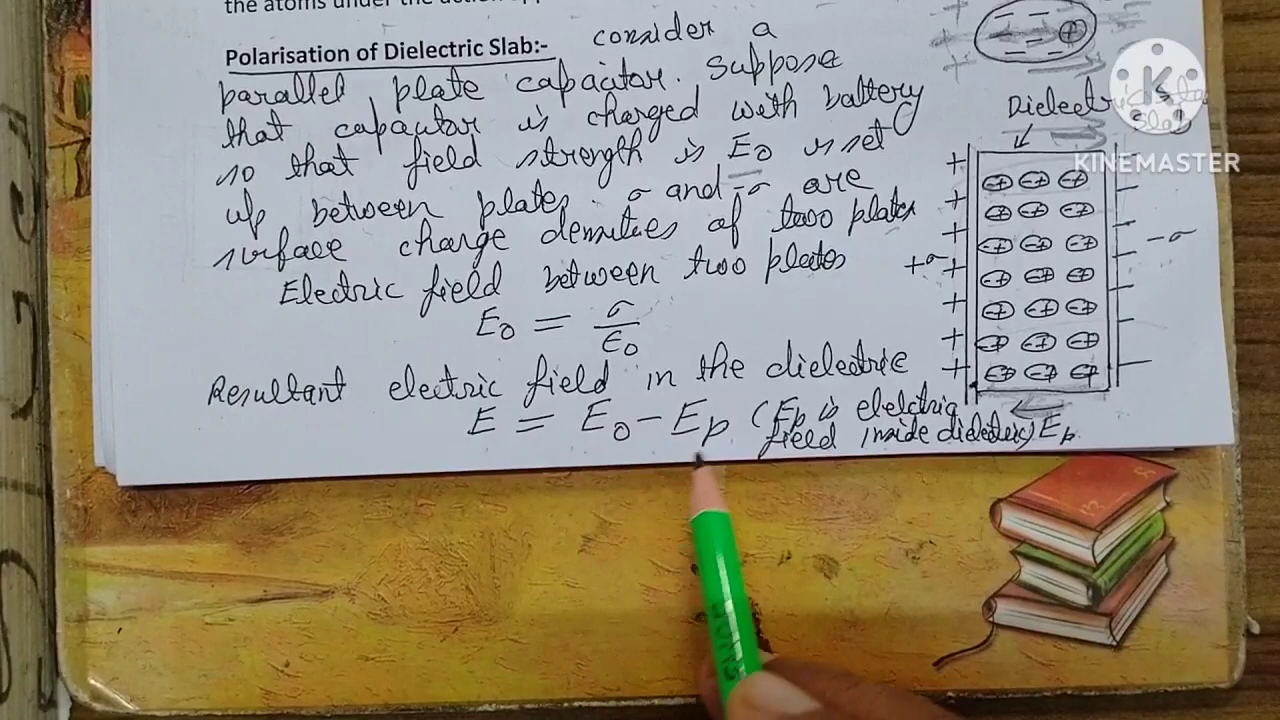 the atoms under the action
Polarisation of Dielectric Slab:- consider a
parallel plate capacitor. Suppose
that capacitor is charged with battery
so that field strength is E₀ is set
up between plates. σ and -σ are
surface charge densities of two plates
Electric field between two plates
E₀ = σ/ε₀
Resultant electric field in the dielectric
E = E₀ - Ep (Ep is electric
field inside dielectric) Ep
Dielectric
Slab
+σ
-σ
K
KINEMASTER